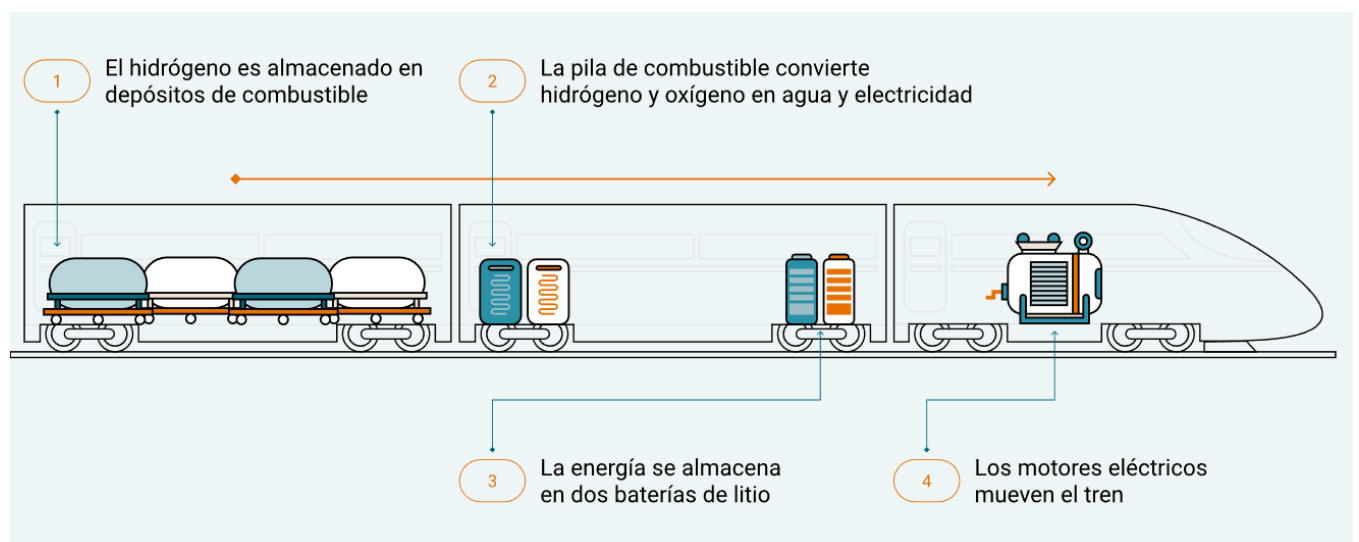 1
El hidrógeno es almacenado en
depósitos de combustible
2
La pila de combustible convierte
hidrógeno y oxígeno en agua y electricidad
3
La energía se almacena
en dos baterías de litio
4
Los motores eléctricos
mueven el tren